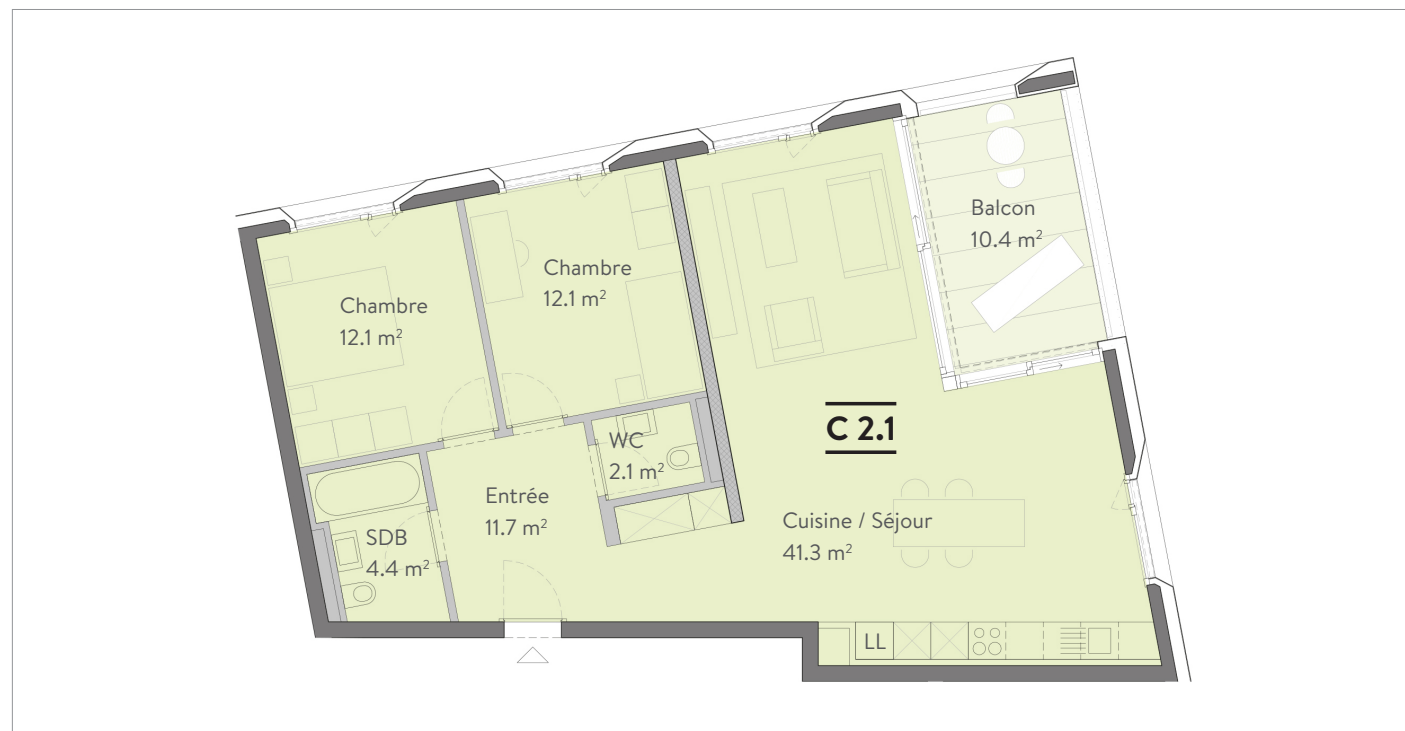 Balcon
10.4 m²
Chambre
12.1 m²
Chambre
12.1 m²
C 2.1
WC
2.1 m²
Entrée
11.7 m²
Cuisine / Séjour
41.3 m²
SDB
4.4 m²
LL